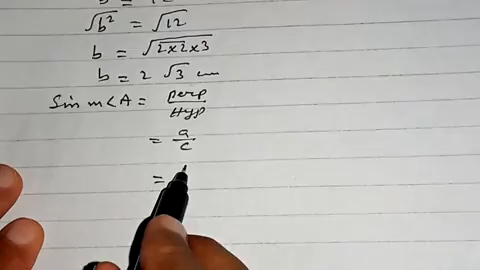 √b² = √12
b = √2×2×3
b = 2√3 cm
Sin m<A = Perp/Hyp
= a/c
=